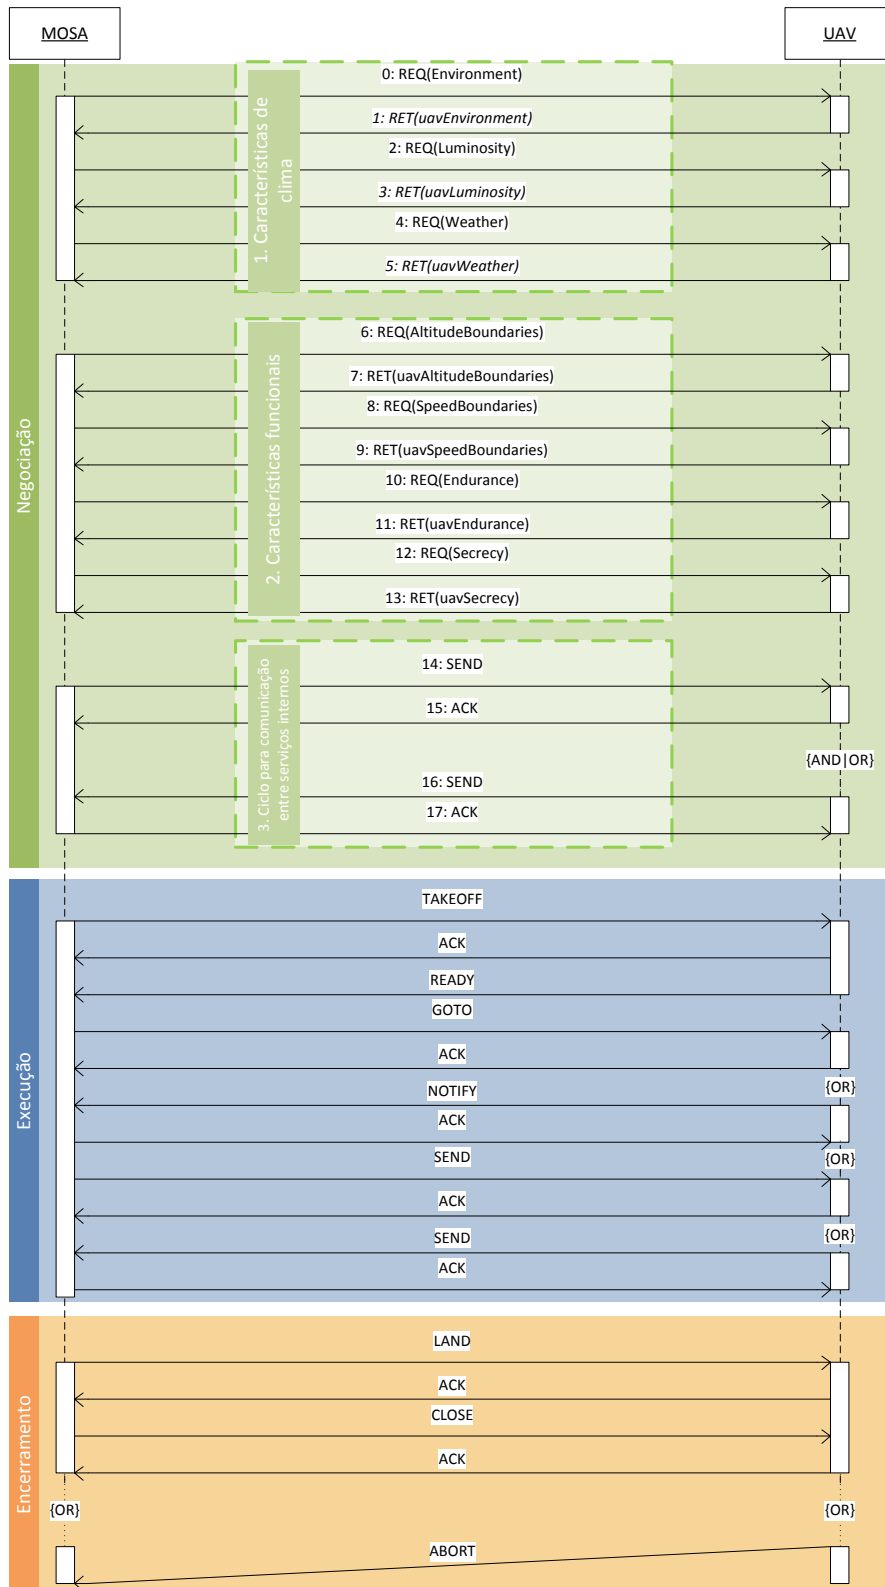 MOSA
UAV
Negociação
1. Características de
clima
0: REQ(Environment)
1: RET(uavEnvironment)
2: REQ(Luminosity)
3: RET(uavLuminosity)
4: REQ(Weather)
5: RET(uavWeather)
2. Características funcionais
6: REQ(AltitudeBoundaries)
7: RET(uavAltitudeBoundaries)
8: REQ(SpeedBoundaries)
9: RET(uavSpeedBoundaries)
10: REQ(Endurance)
11: RET(uavEndurance)
12: REQ(Secrecy)
13: RET(uavSecrecy)
3. Ciclo para comunicação
entre serviços internos
14: SEND
15: ACK
{AND|OR}
16: SEND
17: ACK
Execução
TAKEOFF
ACK
READY
GOTO
ACK
{OR}
NOTIFY
ACK
{OR}
SEND
ACK
{OR}
SEND
ACK
Encerramento
LAND
ACK
CLOSE
ACK
{OR}
{OR}
ABORT